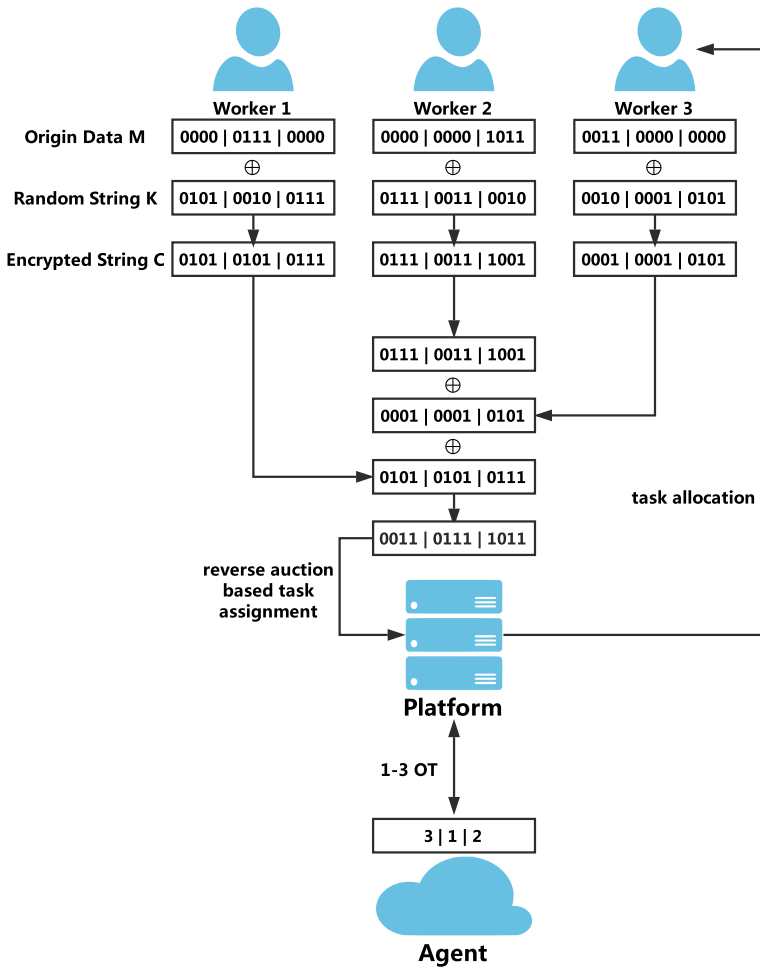 Worker 1 Worker 2 Worker 3
Origin Data M 0000 | 0111 | 0000 0000 | 0000 | 1011 0011 | 0000 | 0000
⊕ ⊕ ⊕
Random String K 0101 | 0010 | 0111 0111 | 0011 | 0010 0010 | 0001 | 0101
Encrypted String C 0101 | 0101 | 0111 0111 | 0011 | 1001 0001 | 0001 | 0101
0111 | 0011 | 1001
⊕
0001 | 0001 | 0101
⊕
0101 | 0101 | 0111
task allocation
0011 | 0111 | 1011
reverse auction
based task
assignment
Platform
1-3 OT
3 | 1 | 2
Agent